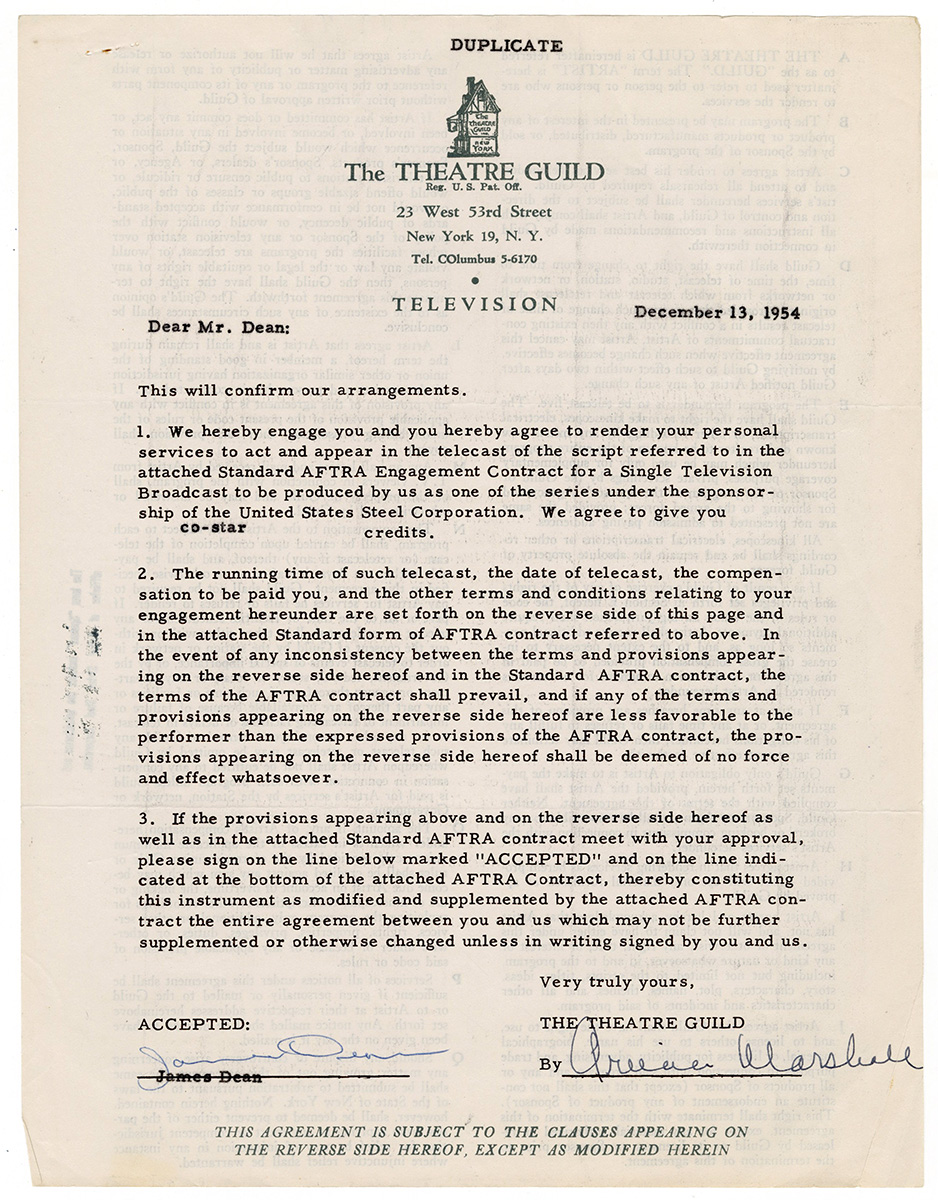 DUPLICATE
The
THEATRE
GUILD
INC.
NEW
YORK
The THEATRE GUILD
Reg. U. S. Pat. Off.
23 West 53rd Street
New York 19, N. Y.
Tel. COlumbus 5-6170
TELEVISION
December 13, 1954
Dear Mr. Dean:
This will confirm our arrangements.
1. We hereby engage you and you hereby agree to render your personal
services to act and appear in the telecast of the script referred to in the
attached Standard AFTRA Engagement Contract for a Single Television
Broadcast to be produced by us as one of the series under the sponsor-
ship of the United States Steel Corporation. We agree to give you
co-star credits.
2. The running time of such telecast, the date of telecast, the compen-
sation to be paid you, and the other terms and conditions relating to your
engagement hereunder are set forth on the reverse side of this page and
in the attached Standard form of AFTRA contract referred to above. In
the event of any inconsistency between the terms and provisions appear-
ing on the reverse side hereof and in the Standard AFTRA contract, the
terms of the AFTRA contract shall prevail, and if any of the terms and
provisions appearing on the reverse side hereof are less favorable to the
performer than the expressed provisions of the AFTRA contract, the pro-
visions appearing on the reverse side hereof shall be deemed of no force
and effect whatsoever.
3. If the provisions appearing above and on the reverse side hereof as
well as in the attached Standard AFTRA contract meet with your approval,
please sign on the line below marked "ACCEPTED" and on the line indi-
cated at the bottom of the attached AFTRA Contract, thereby constituting
this instrument as modified and supplemented by the attached AFTRA con-
tract the entire agreement between you and us which may not be further
supplemented or otherwise changed unless in writing signed by you and us.
Very truly yours,
ACCEPTED:
THE THEATRE GUILD
James Dean
James Dean
By Marshall
THIS AGREEMENT IS SUBJECT TO THE CLAUSES APPEARING ON
THE REVERSE SIDE HEREOF, EXCEPT AS MODIFIED HEREIN